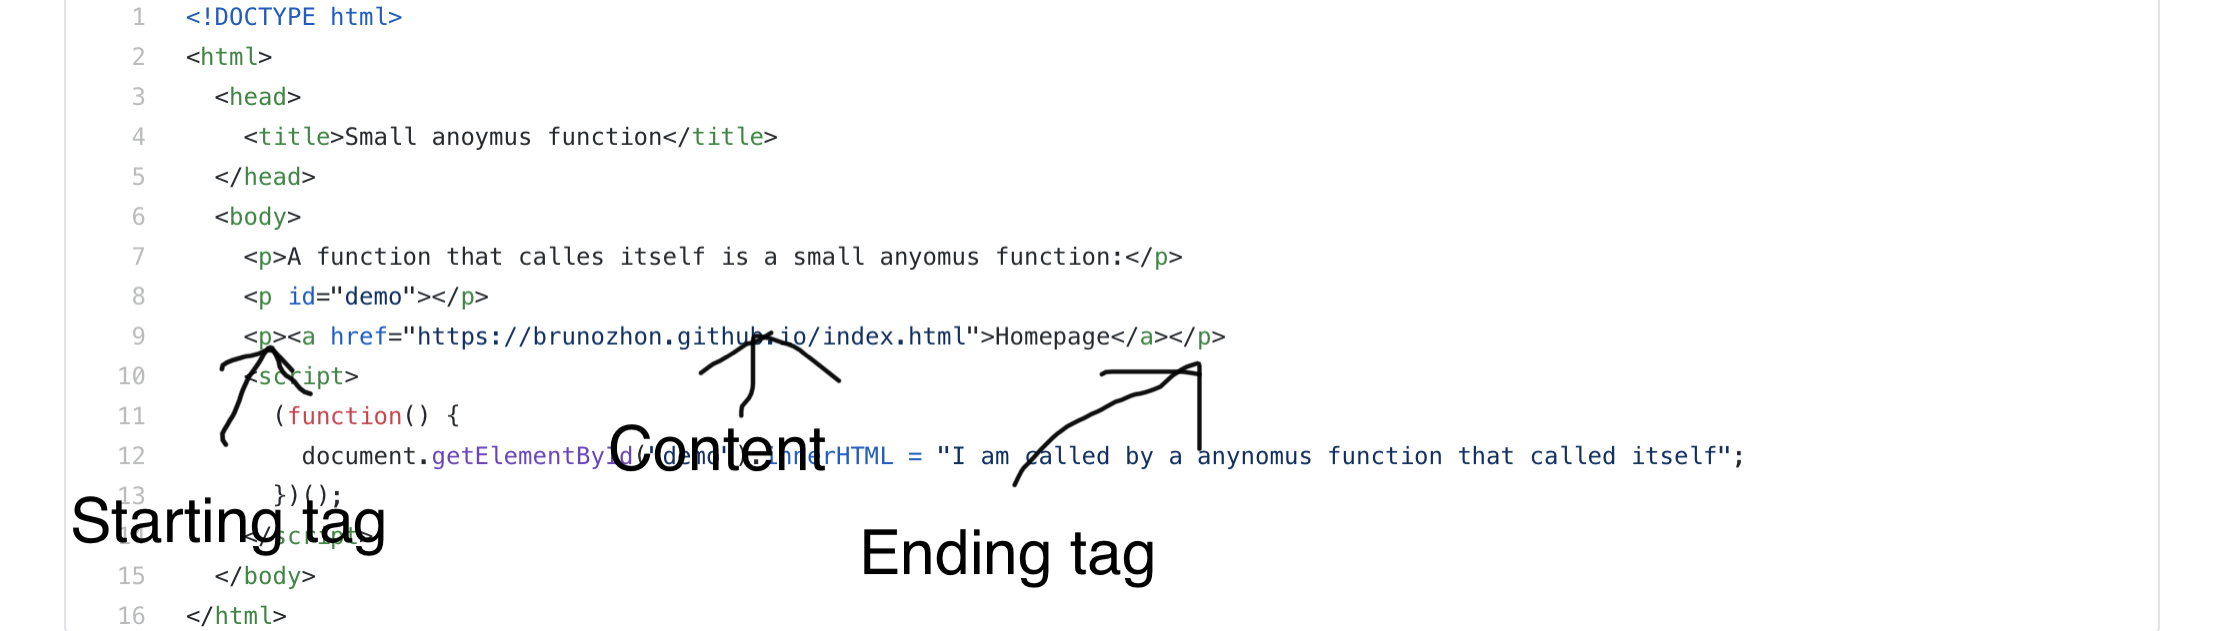 1 <!DOCTYPE html>
2 <html>
3 <head>
4 <title>Small anoymus function</title>
5 </head>
6 <body>
7 <p>A function that calles itself is a small anyomus function:</p>
8 <p id="demo"></p>
9 <p><a href="https://brunozhon.github.io/index.html">Homepage</a></p>
10 <script>
11 (function() {
12 document.getElementById("demo").innerHTML = "I am called by a anynomus function that called itself";
Content
13 })();
Starting tag
14 </script>
Ending tag
15 </body>
16 </html>